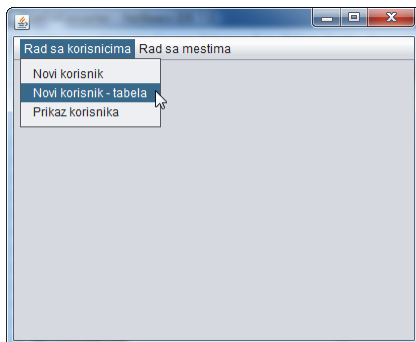 Rad sa korisnicima Rad sa mestima
Novi korisnik
Novi korisnik - tabela
Prikaz korisnika